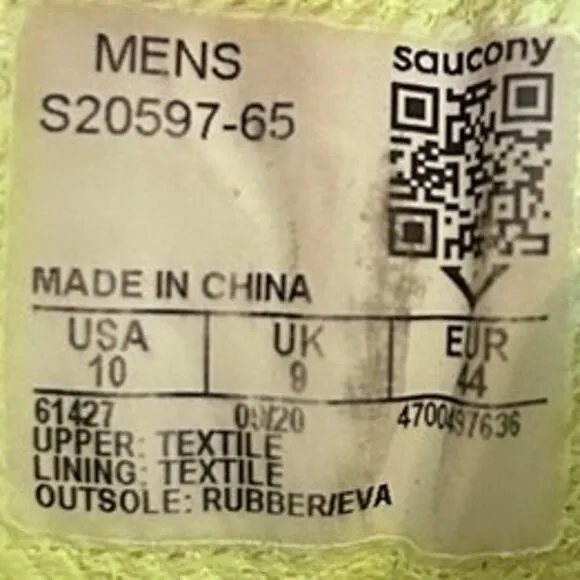 MENS
saucony
S20597-65
MADE IN CHINA
USA UK EUR
10 9 44
61427 4700497636
UPPER: TEXTILE
LINING: TEXTILE
OUTSOLE: RUBBER/EVA